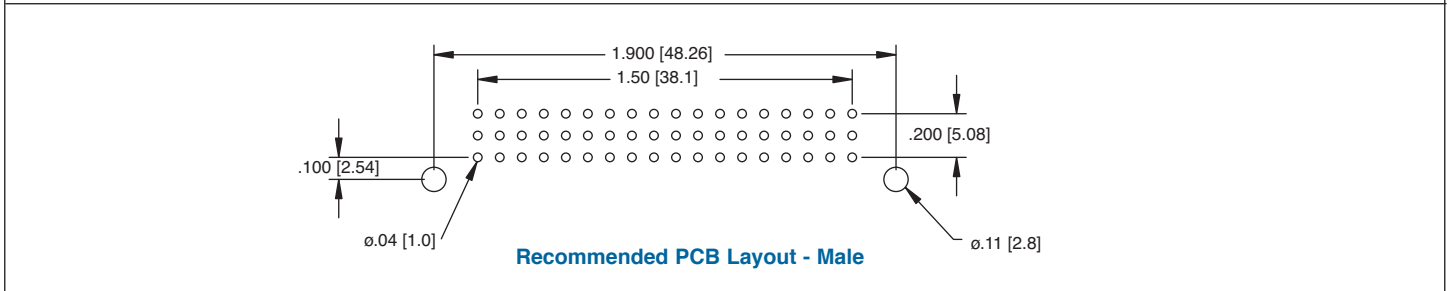 1.900 [48.26]
1.50 [38.1]
.200 [5.08]
.100 [2.54]
ø.04 [1.0]
ø.11 [2.8]
Recommended PCB Layout - Male